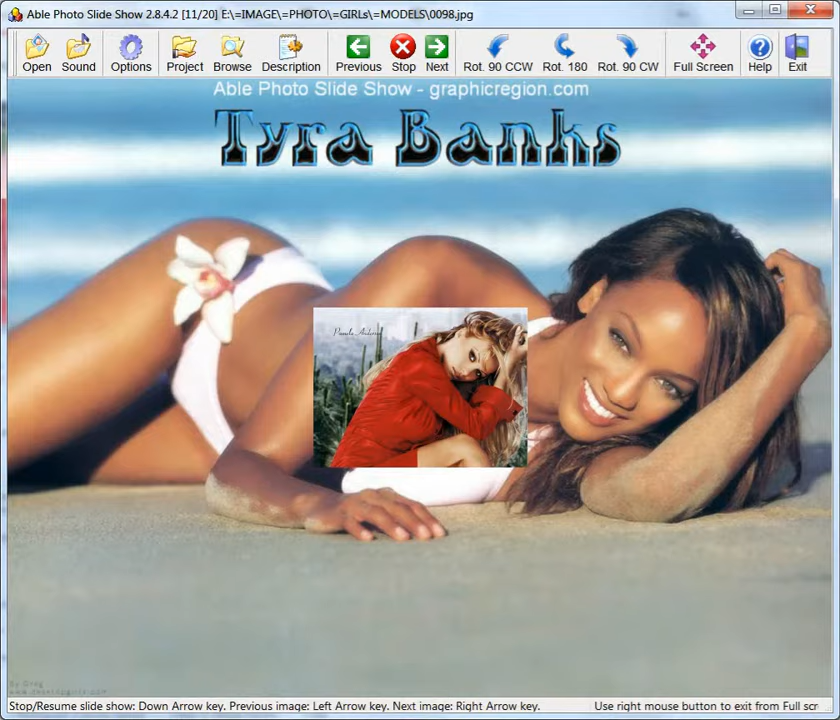 Able Photo Slide Show 2.8.4.2 [11/20] E:\=IMAGE\=PHOTO\=GIRLs\=MODELS\0098.jpg
Open Sound Options Project Browse Description Previous Stop Next Rot. 90 CCW Rot. 180 Rot. 90 CW Full Screen Help Exit
Able Photo Slide Show - graphicregion.com
Tyra Banks
By Greg
Stop/Resume slide show: Down Arrow key. Previous image: Left Arrow key. Next image: Right Arrow key. Use right mouse button to exit from Full scr